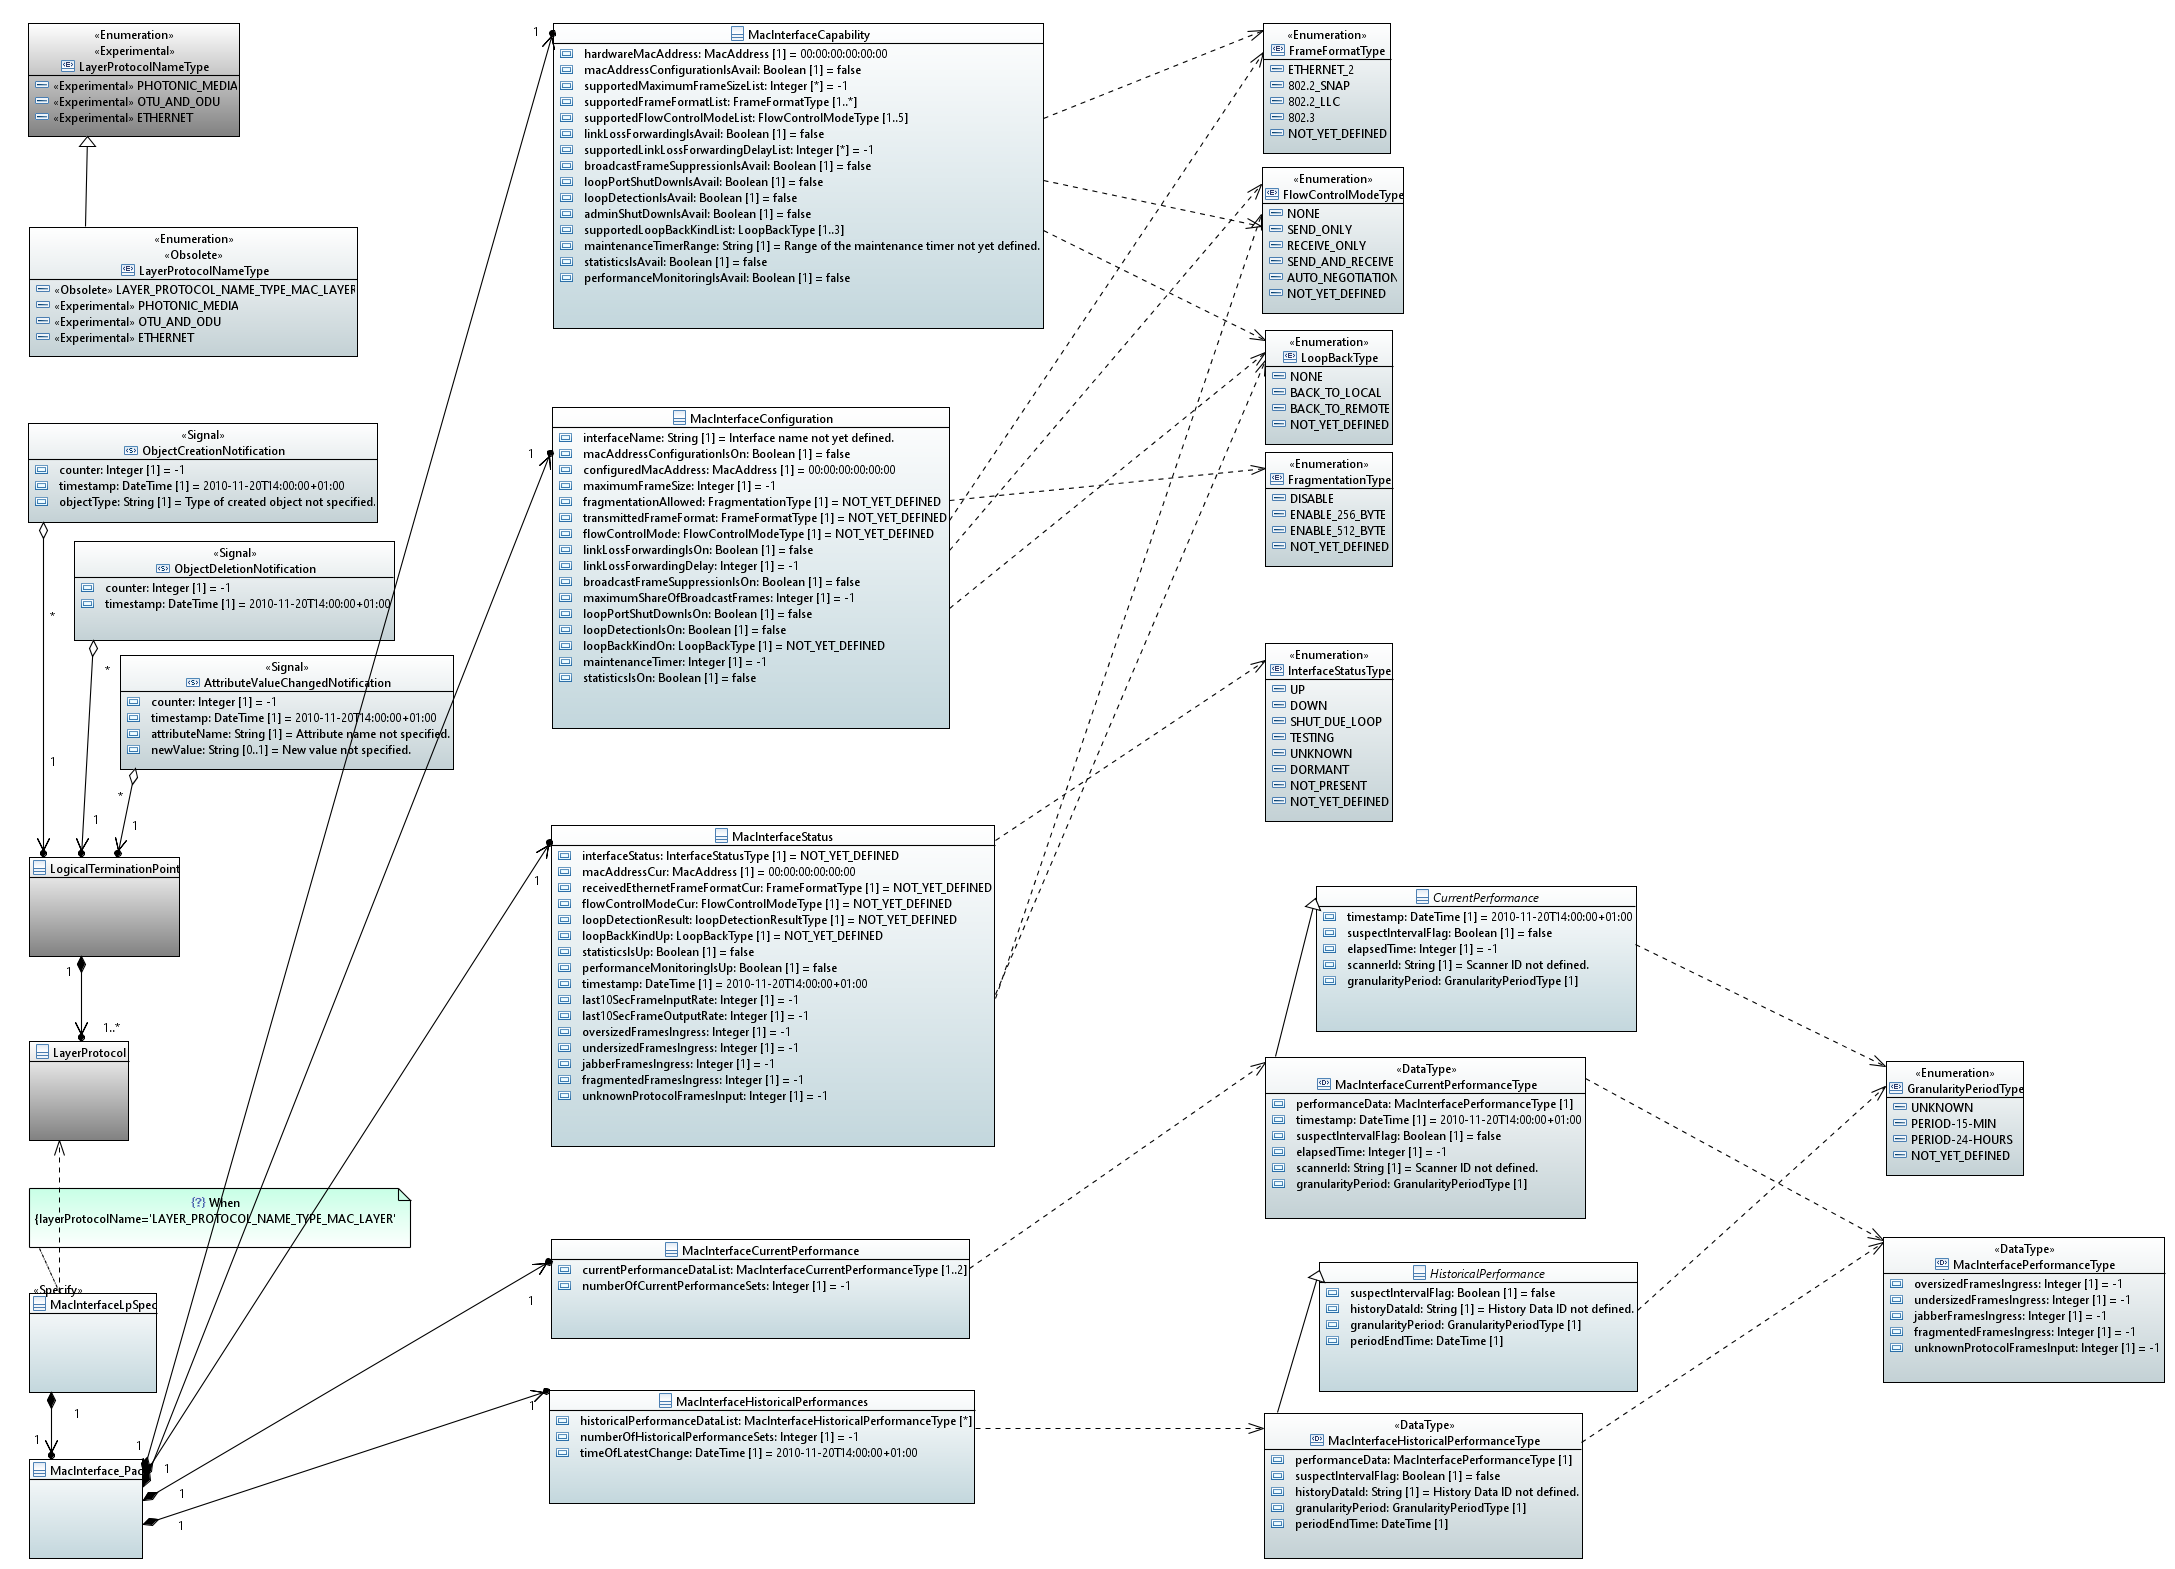 «Enumeration»
«Experimental»
LayerProtocolNameType
«Experimental» PHOTONIC_MEDIA
«Experimental» OTU_AND_ODU
«Experimental» ETHERNET
«Enumeration»
«Obsolete»
LayerProtocolNameType
«Obsolete» LAYER_PROTOCOL_NAME_TYPE_MAC_LAYER
«Experimental» PHOTONIC_MEDIA
«Experimental» OTU_AND_ODU
«Experimental» ETHERNET
«Signal»
ObjectCreationNotification
counter: Integer [1] = -1
timestamp: DateTime [1] = 2010-11-20T14:00:00+01:00
objectType: String [1] = Type of created object not specified.
«Signal»
ObjectDeletionNotification
counter: Integer [1] = -1
timestamp: DateTime [1] = 2010-11-20T14:00:00+01:00
*
*
«Signal»
AttributeValueChangedNotification
counter: Integer [1] = -1
timestamp: DateTime [1] = 2010-11-20T14:00:00+01:00
attributeName: String [1] = Attribute name not specified.
newValue: String [0..1] = New value not specified.
1
*
1
1
LogicalTerminationPoint
1
1..*
LayerProtocol
{?} When
{layerProtocolName='LAYER_PROTOCOL_NAME_TYPE_MAC_LAYER'
«Specify»
MacInterfaceLpSpec
1
1
1
MacInterface_Pac
1
1
1
1
MacInterfaceCapability
hardwareMacAddress: MacAddress [1] = 00:00:00:00:00:00
macAddressConfigurationIsAvail: Boolean [1] = false
supportedMaximumFrameSizeList: Integer [*] = -1
supportedFrameFormatList: FrameFormatType [1..*]
supportedFlowControlModeList: FlowControlModeType [1..5]
linkLossForwardingIsAvail: Boolean [1] = false
supportedLinkLossForwardingDelayList: Integer [*] = -1
broadcastFrameSuppressionIsAvail: Boolean [1] = false
loopPortShutDownIsAvail: Boolean [1] = false
loopDetectionIsAvail: Boolean [1] = false
adminShutDownIsAvail: Boolean [1] = false
supportedLoopBackKindList: LoopBackType [1..3]
maintenanceTimerRange: String [1] = Range of the maintenance timer not yet defined.
statisticsIsAvail: Boolean [1] = false
performanceMonitoringIsAvail: Boolean [1] = false
1
MacInterfaceConfiguration
interfaceName: String [1] = Interface name not yet defined.
macAddressConfigurationIsOn: Boolean [1] = false
configuredMacAddress: MacAddress [1] = 00:00:00:00:00:00
maximumFrameSize: Integer [1] = -1
fragmentationAllowed: FragmentationType [1] = NOT_YET_DEFINED
transmittedFrameFormat: FrameFormatType [1] = NOT_YET_DEFINED
flowControlMode: FlowControlModeType [1] = NOT_YET_DEFINED
linkLossForwardingIsOn: Boolean [1] = false
linkLossForwardingDelay: Integer [1] = -1
broadcastFrameSuppressionIsOn: Boolean [1] = false
maximumShareOfBroadcastFrames: Integer [1] = -1
loopPortShutDownIsOn: Boolean [1] = false
loopDetectionIsOn: Boolean [1] = false
loopBackKindOn: LoopBackType [1] = NOT_YET_DEFINED
maintenanceTimer: Integer [1] = -1
statisticsIsOn: Boolean [1] = false
1
MacInterfaceStatus
interfaceStatus: InterfaceStatusType [1] = NOT_YET_DEFINED
macAddressCur: MacAddress [1] = 00:00:00:00:00:00
receivedEthernetFrameFormatCur: FrameFormatType [1] = NOT_YET_DEFINED
flowControlModeCur: FlowControlModeType [1] = NOT_YET_DEFINED
loopDetectionResult: loopDetectionResultType [1] = NOT_YET_DEFINED
loopBackKindUp: LoopBackType [1] = NOT_YET_DEFINED
statisticsIsUp: Boolean [1] = false
performanceMonitoringIsUp: Boolean [1] = false
timestamp: DateTime [1] = 2010-11-20T14:00:00+01:00
last10SecFrameInputRate: Integer [1] = -1
last10SecFrameOutputRate: Integer [1] = -1
oversizedFramesIngress: Integer [1] = -1
undersizedFramesIngress: Integer [1] = -1
jabberFramesIngress: Integer [1] = -1
fragmentedFramesIngress: Integer [1] = -1
unknownProtocolFramesInput: Integer [1] = -1
1
MacInterfaceCurrentPerformance
currentPerformanceDataList: MacInterfaceCurrentPerformanceType [1..2]
numberOfCurrentPerformanceSets: Integer [1] = -1
1
MacInterfaceHistoricalPerformances
historicalPerformanceDataList: MacInterfaceHistoricalPerformanceType [*]
numberOfHistoricalPerformanceSets: Integer [1] = -1
timeOfLatestChange: DateTime [1] = 2010-11-20T14:00:00+01:00
«Enumeration»
FrameFormatType
ETHERNET_2
802.2_SNAP
802.2_LLC
802.3
NOT_YET_DEFINED
«Enumeration»
FlowControlModeType
NONE
SEND_ONLY
RECEIVE_ONLY
SEND_AND_RECEIVE
AUTO_NEGOTIATION
NOT_YET_DEFINED
«Enumeration»
LoopBackType
NONE
BACK_TO_LOCAL
BACK_TO_REMOTE
NOT_YET_DEFINED
«Enumeration»
FragmentationType
DISABLE
ENABLE_256_BYTE
ENABLE_512_BYTE
NOT_YET_DEFINED
«Enumeration»
InterfaceStatusType
UP
DOWN
SHUT_DUE_LOOP
TESTING
UNKNOWN
DORMANT
NOT_PRESENT
NOT_YET_DEFINED
CurrentPerformance
timestamp: DateTime [1] = 2010-11-20T14:00:00+01:00
suspectIntervalFlag: Boolean [1] = false
elapsedTime: Integer [1] = -1
scannerId: String [1] = Scanner ID not defined.
granularityPeriod: GranularityPeriodType [1]
«DataType»
MacInterfaceCurrentPerformanceType
performanceData: MacInterfacePerformanceType [1]
timestamp: DateTime [1] = 2010-11-20T14:00:00+01:00
suspectIntervalFlag: Boolean [1] = false
elapsedTime: Integer [1] = -1
scannerId: String [1] = Scanner ID not defined.
granularityPeriod: GranularityPeriodType [1]
HistoricalPerformance
suspectIntervalFlag: Boolean [1] = false
historyDataId: String [1] = History Data ID not defined.
granularityPeriod: GranularityPeriodType [1]
periodEndTime: DateTime [1]
«DataType»
MacInterfaceHistoricalPerformanceType
performanceData: MacInterfacePerformanceType [1]
suspectIntervalFlag: Boolean [1] = false
historyDataId: String [1] = History Data ID not defined.
granularityPeriod: GranularityPeriodType [1]
periodEndTime: DateTime [1]
«Enumeration»
GranularityPeriodType
UNKNOWN
PERIOD-15-MIN
PERIOD-24-HOURS
NOT_YET_DEFINED
«DataType»
MacInterfacePerformanceType
oversizedFramesIngress: Integer [1] = -1
undersizedFramesIngress: Integer [1] = -1
jabberFramesIngress: Integer [1] = -1
fragmentedFramesIngress: Integer [1] = -1
unknownProtocolFramesInput: Integer [1] = -1